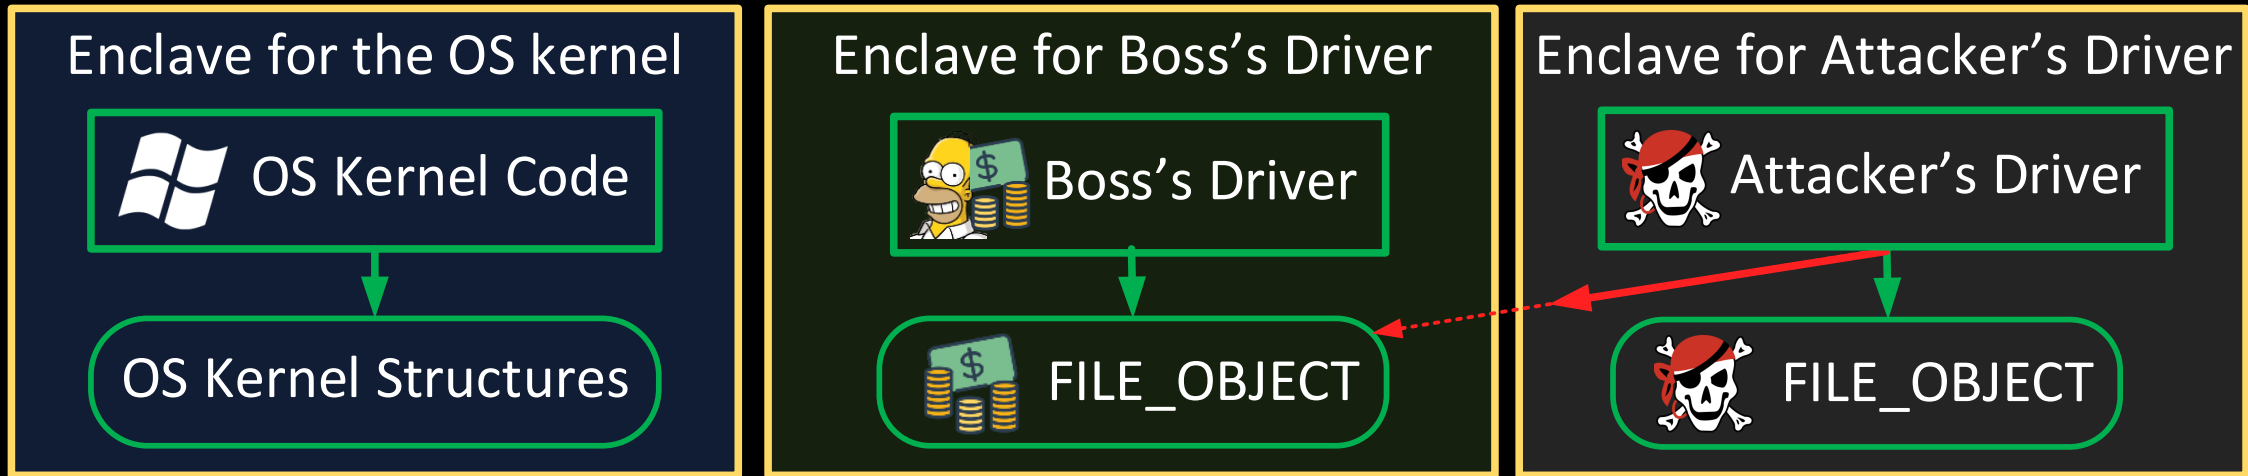 Enclave for the OS kernel
OS Kernel Code
OS Kernel Structures
Enclave for Boss’s Driver
$
Boss’s Driver
$
FILE_OBJECT
Enclave for Attacker’s Driver
Attacker’s Driver
FILE_OBJECT